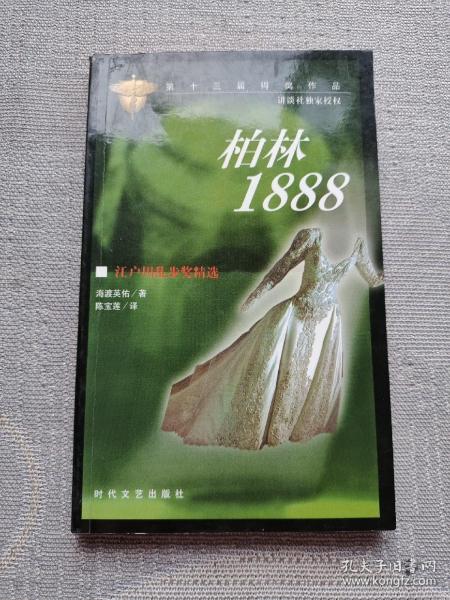 第十三届得奖作品
讲谈社独家授权
柏林
1888
江户川乱步奖精选
海渡英佑/著
陈宝莲/译
时代文艺出版社
孔夫子旧书网
www.kongfz.com